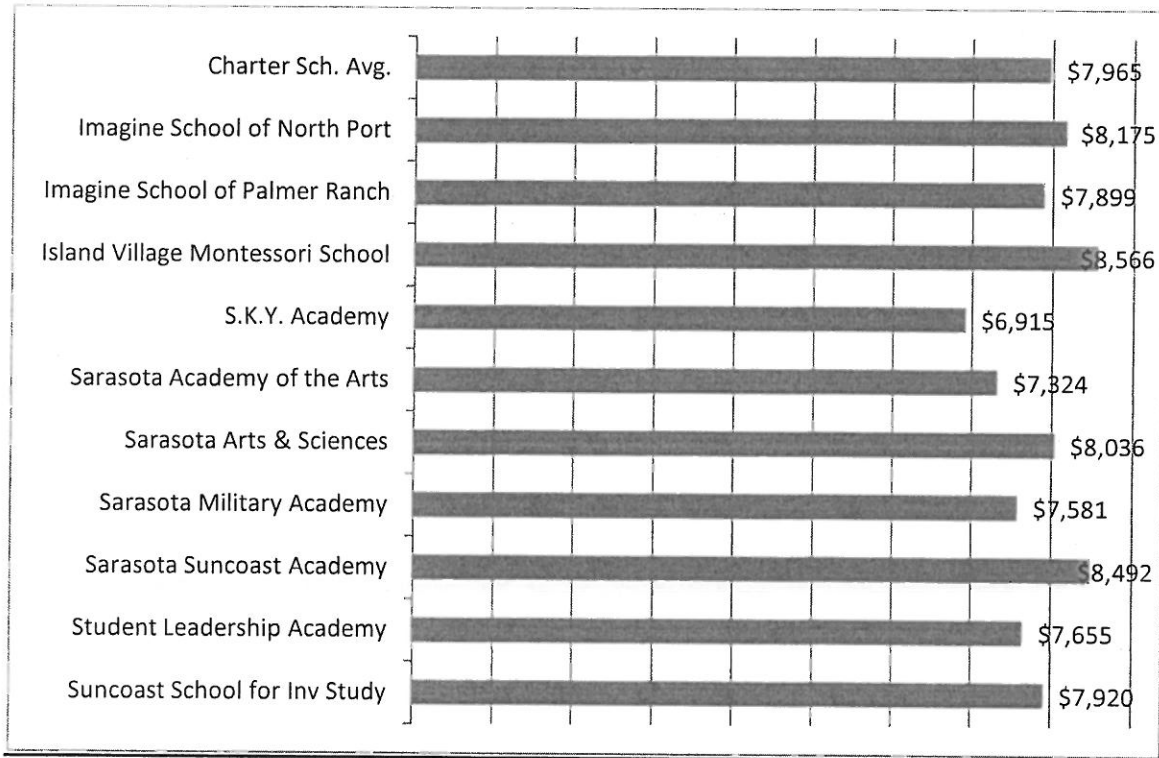 Charter Sch. Avg. $7,965
Imagine School of North Port $8,175
Imagine School of Palmer Ranch $7,899
Island Village Montessori School $8,566
S.K.Y. Academy $6,915
Sarasota Academy of the Arts $7,324
Sarasota Arts & Sciences $8,036
Sarasota Military Academy $7,581
Sarasota Suncoast Academy $8,492
Student Leadership Academy $7,655
Suncoast School for Inv Study $7,920